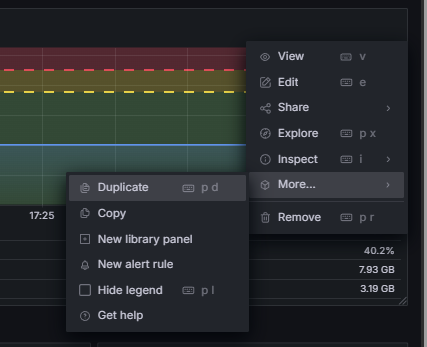 View v
Edit e
Share
Explore p x
Inspect i
More...
Remove p r
Duplicate p d
Copy
New library panel
New alert rule
Hide legend p l
Get help
17:25
40.2%
7.93 GB
3.19 GB